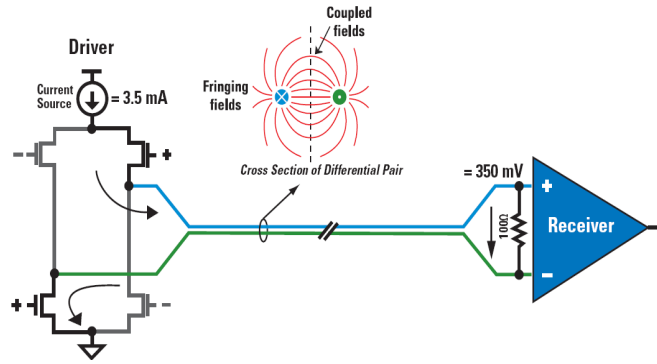 Driver
Current
Source
= 3.5 mA
Coupled
fields
Fringing
fields
Cross Section of Differential Pair
= 350 mV
100Ω
Receiver
+
−
− −
+
+
−